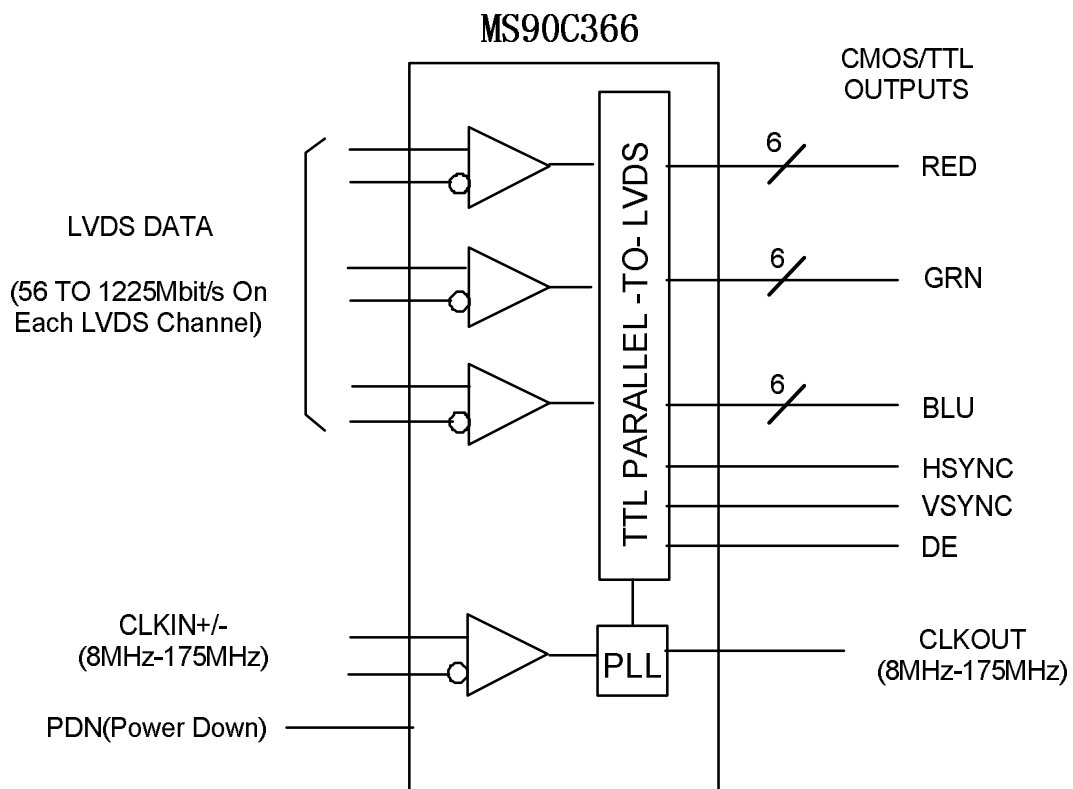 MS90C366
CMOS/TTL
OUTPUTS
LVDS DATA
(56 TO 1225Mbit/s On
Each LVDS Channel)
TTL PARALLEL -TO- LVDS
6
RED
6
GRN
6
BLU
HSYNC
VSYNC
DE
CLKIN+/-
(8MHz-175MHz)
PLL
CLKOUT
(8MHz-175MHz)
PDN(Power Down)